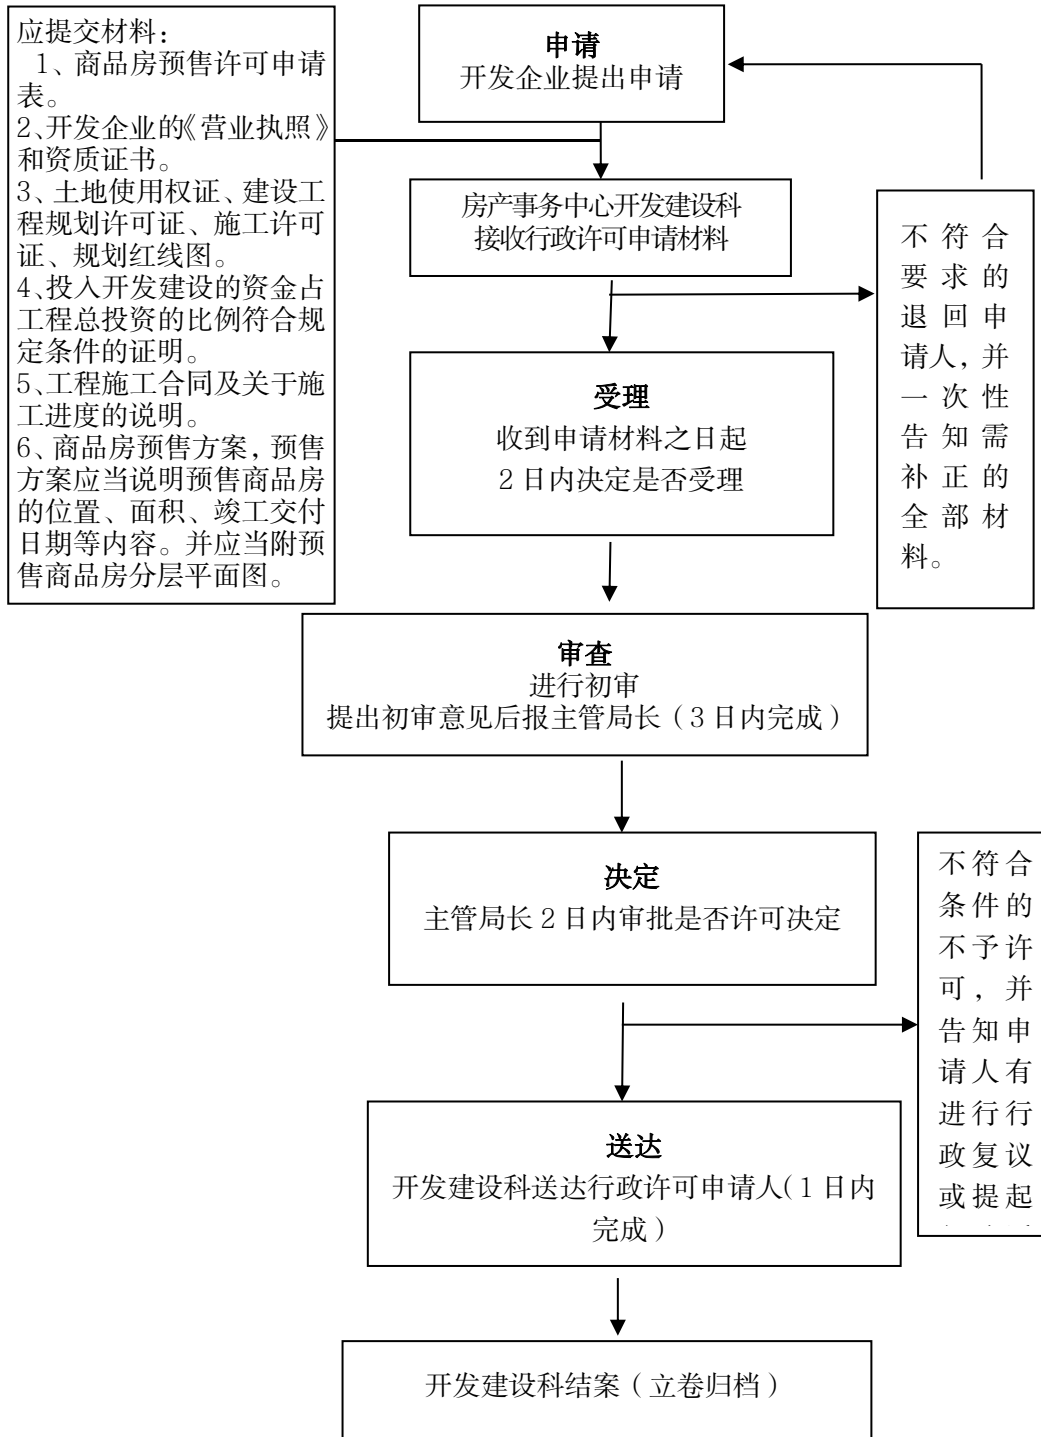 应提交材料：
1、商品房预售许可申请
表。
2、开发企业的《营业执照》
和资质证书。
3、土地使用权证、建设工
程规划许可证、施工许可
证、规划红线图。
4、投入开发建设的资金占
工程总投资的比例符合规
定条件的证明。
5、工程施工合同及关于施
工进度的说明。
6、商品房预售方案，预售
方案应当说明预售商品房
的位置、面积、竣工交付
日期等内容。并应当附预
售商品房分层平面图。
申请
开发企业提出申请
房产事务中心开发建设科
接收行政许可申请材料
不符合
要求的
退回申
请人，并
一次性
告知需
补正的
全部材
料。
受理
收到申请材料之日起
2 日内决定是否受理
审查
进行初审
提出初审意见后报主管局长（3 日内完成）
决定
主管局长 2 日内审批是否许可决定
不符合
条件的
不予许
可，并
告知申
请人有
进行行
政复议
或提起
送达
开发建设科送达行政许可申请人（1 日内
完成）
开发建设科结案（立卷归档）